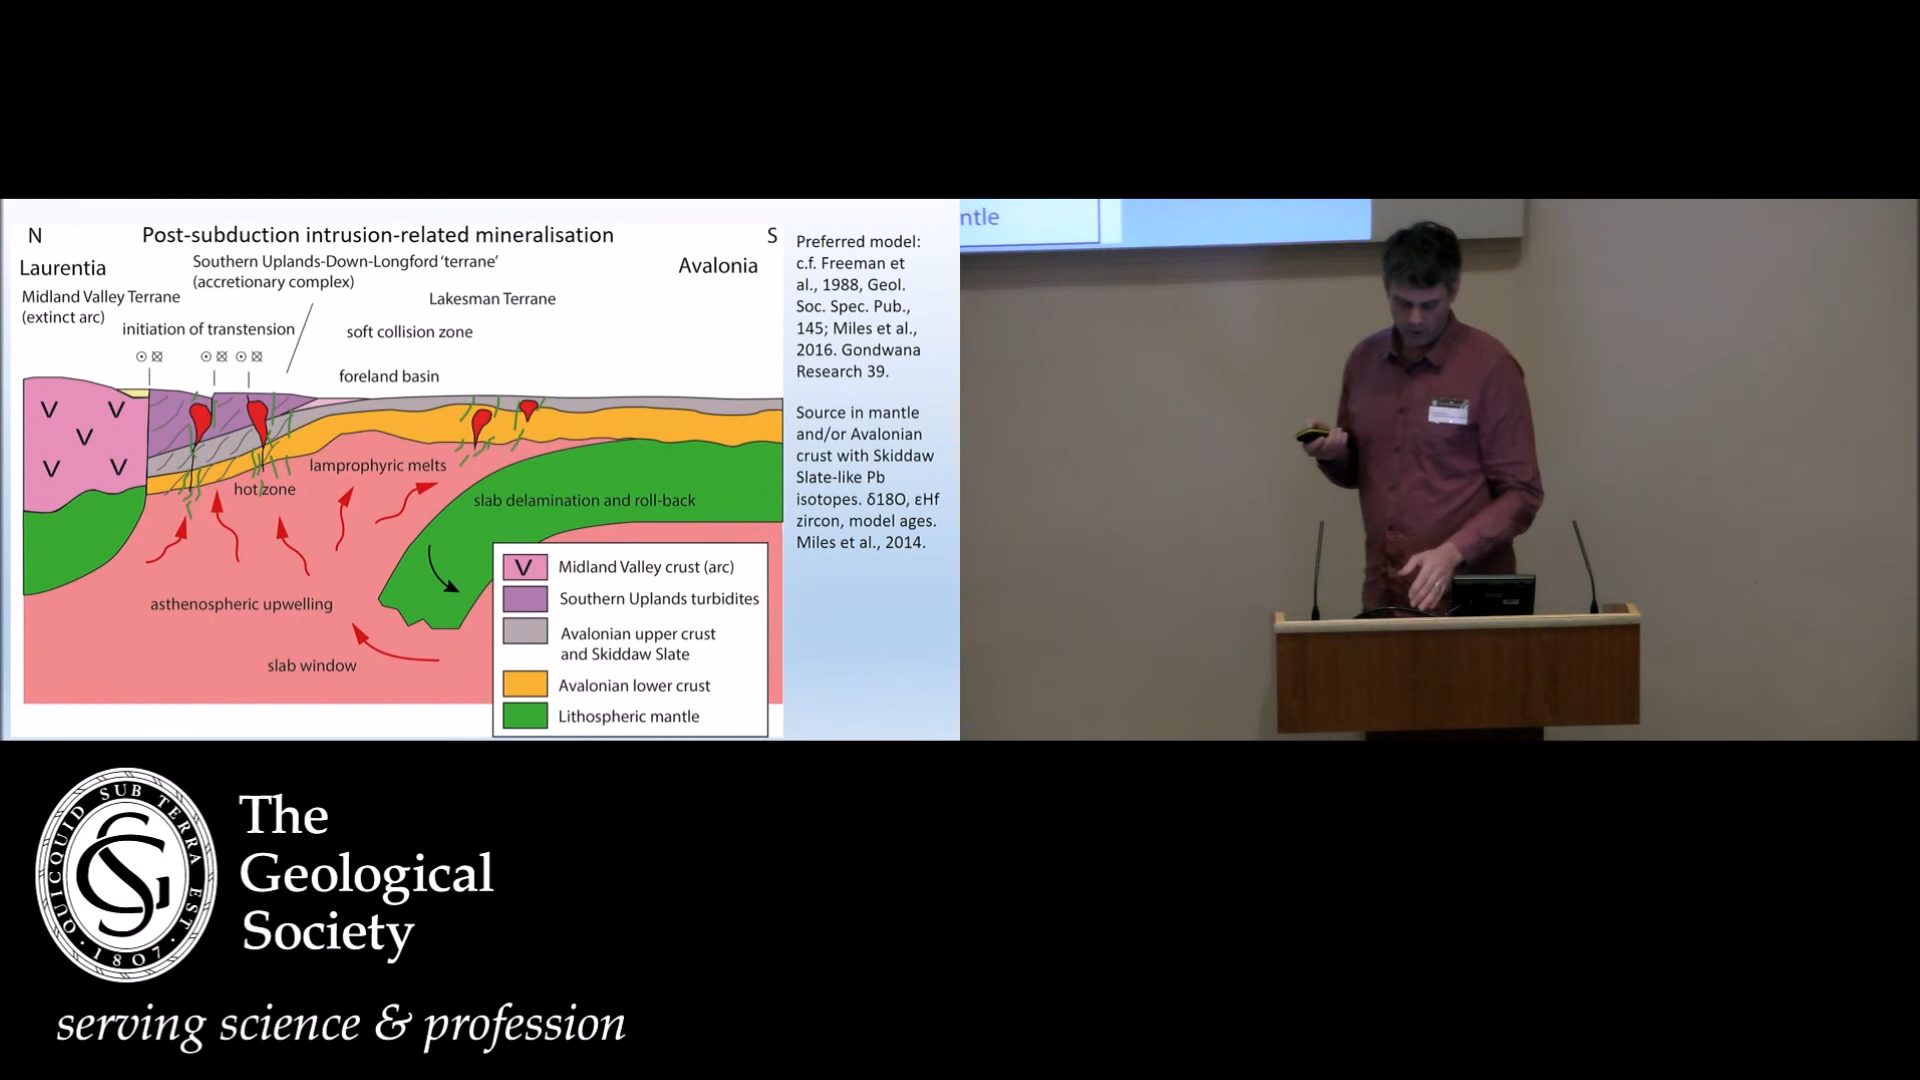 N
Post-subduction intrusion-related mineralisation
S
Laurentia
Southern Uplands-Down-Longford 'terrane'
(accretionary complex)
Avalonia
Midland Valley Terrane
(extinct arc)
Lakesman Terrane
initiation of transtension
soft collision zone
foreland basin
V
V
V
V
V
lamprophyric melts
hot zone
slab delamination and roll-back
asthenospheric upwelling
slab window
V
Midland Valley crust (arc)
Southern Uplands turbidites
Avalonian upper crust
and Skiddaw Slate
Avalonian lower crust
Lithospheric mantle
Preferred model:
c.f. Freeman et
al., 1988, Geol.
Soc. Spec. Pub.,
145; Miles et al.,
2016. Gondwana
Research 39.
Source in mantle
and/or Avalonian
crust with Skiddaw
Slate-like Pb
isotopes. δ18O, εHf
zircon, model ages.
Miles et al., 2014.
ntle
QUICQUID SUB TERRA EST
1807
GS
The
Geological
Society
serving science & profession